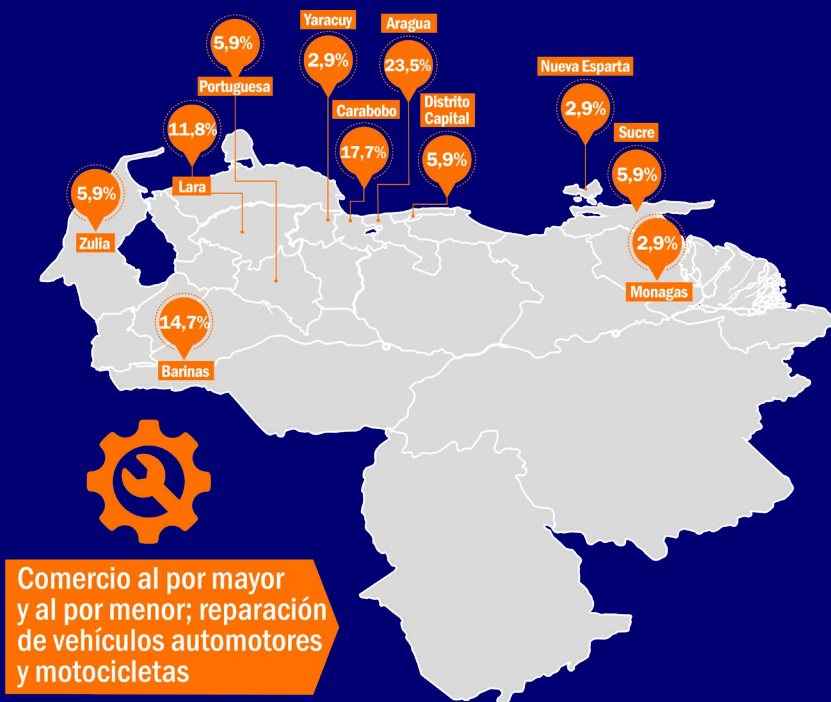 Yaracuy
2,9%
Aragua
23,5%
5,9%
Portuguesa
Carabobo
17,7%
Distrito
Capital
5,9%
Nueva Esparta
2,9%
Sucre
5,9%
11,8%
Lara
5,9%
Zulia
2,9%
Monagas
14,7%
Barinas
Comercio al por mayor
y al por menor; reparación
de vehículos automotores
y motocicletas